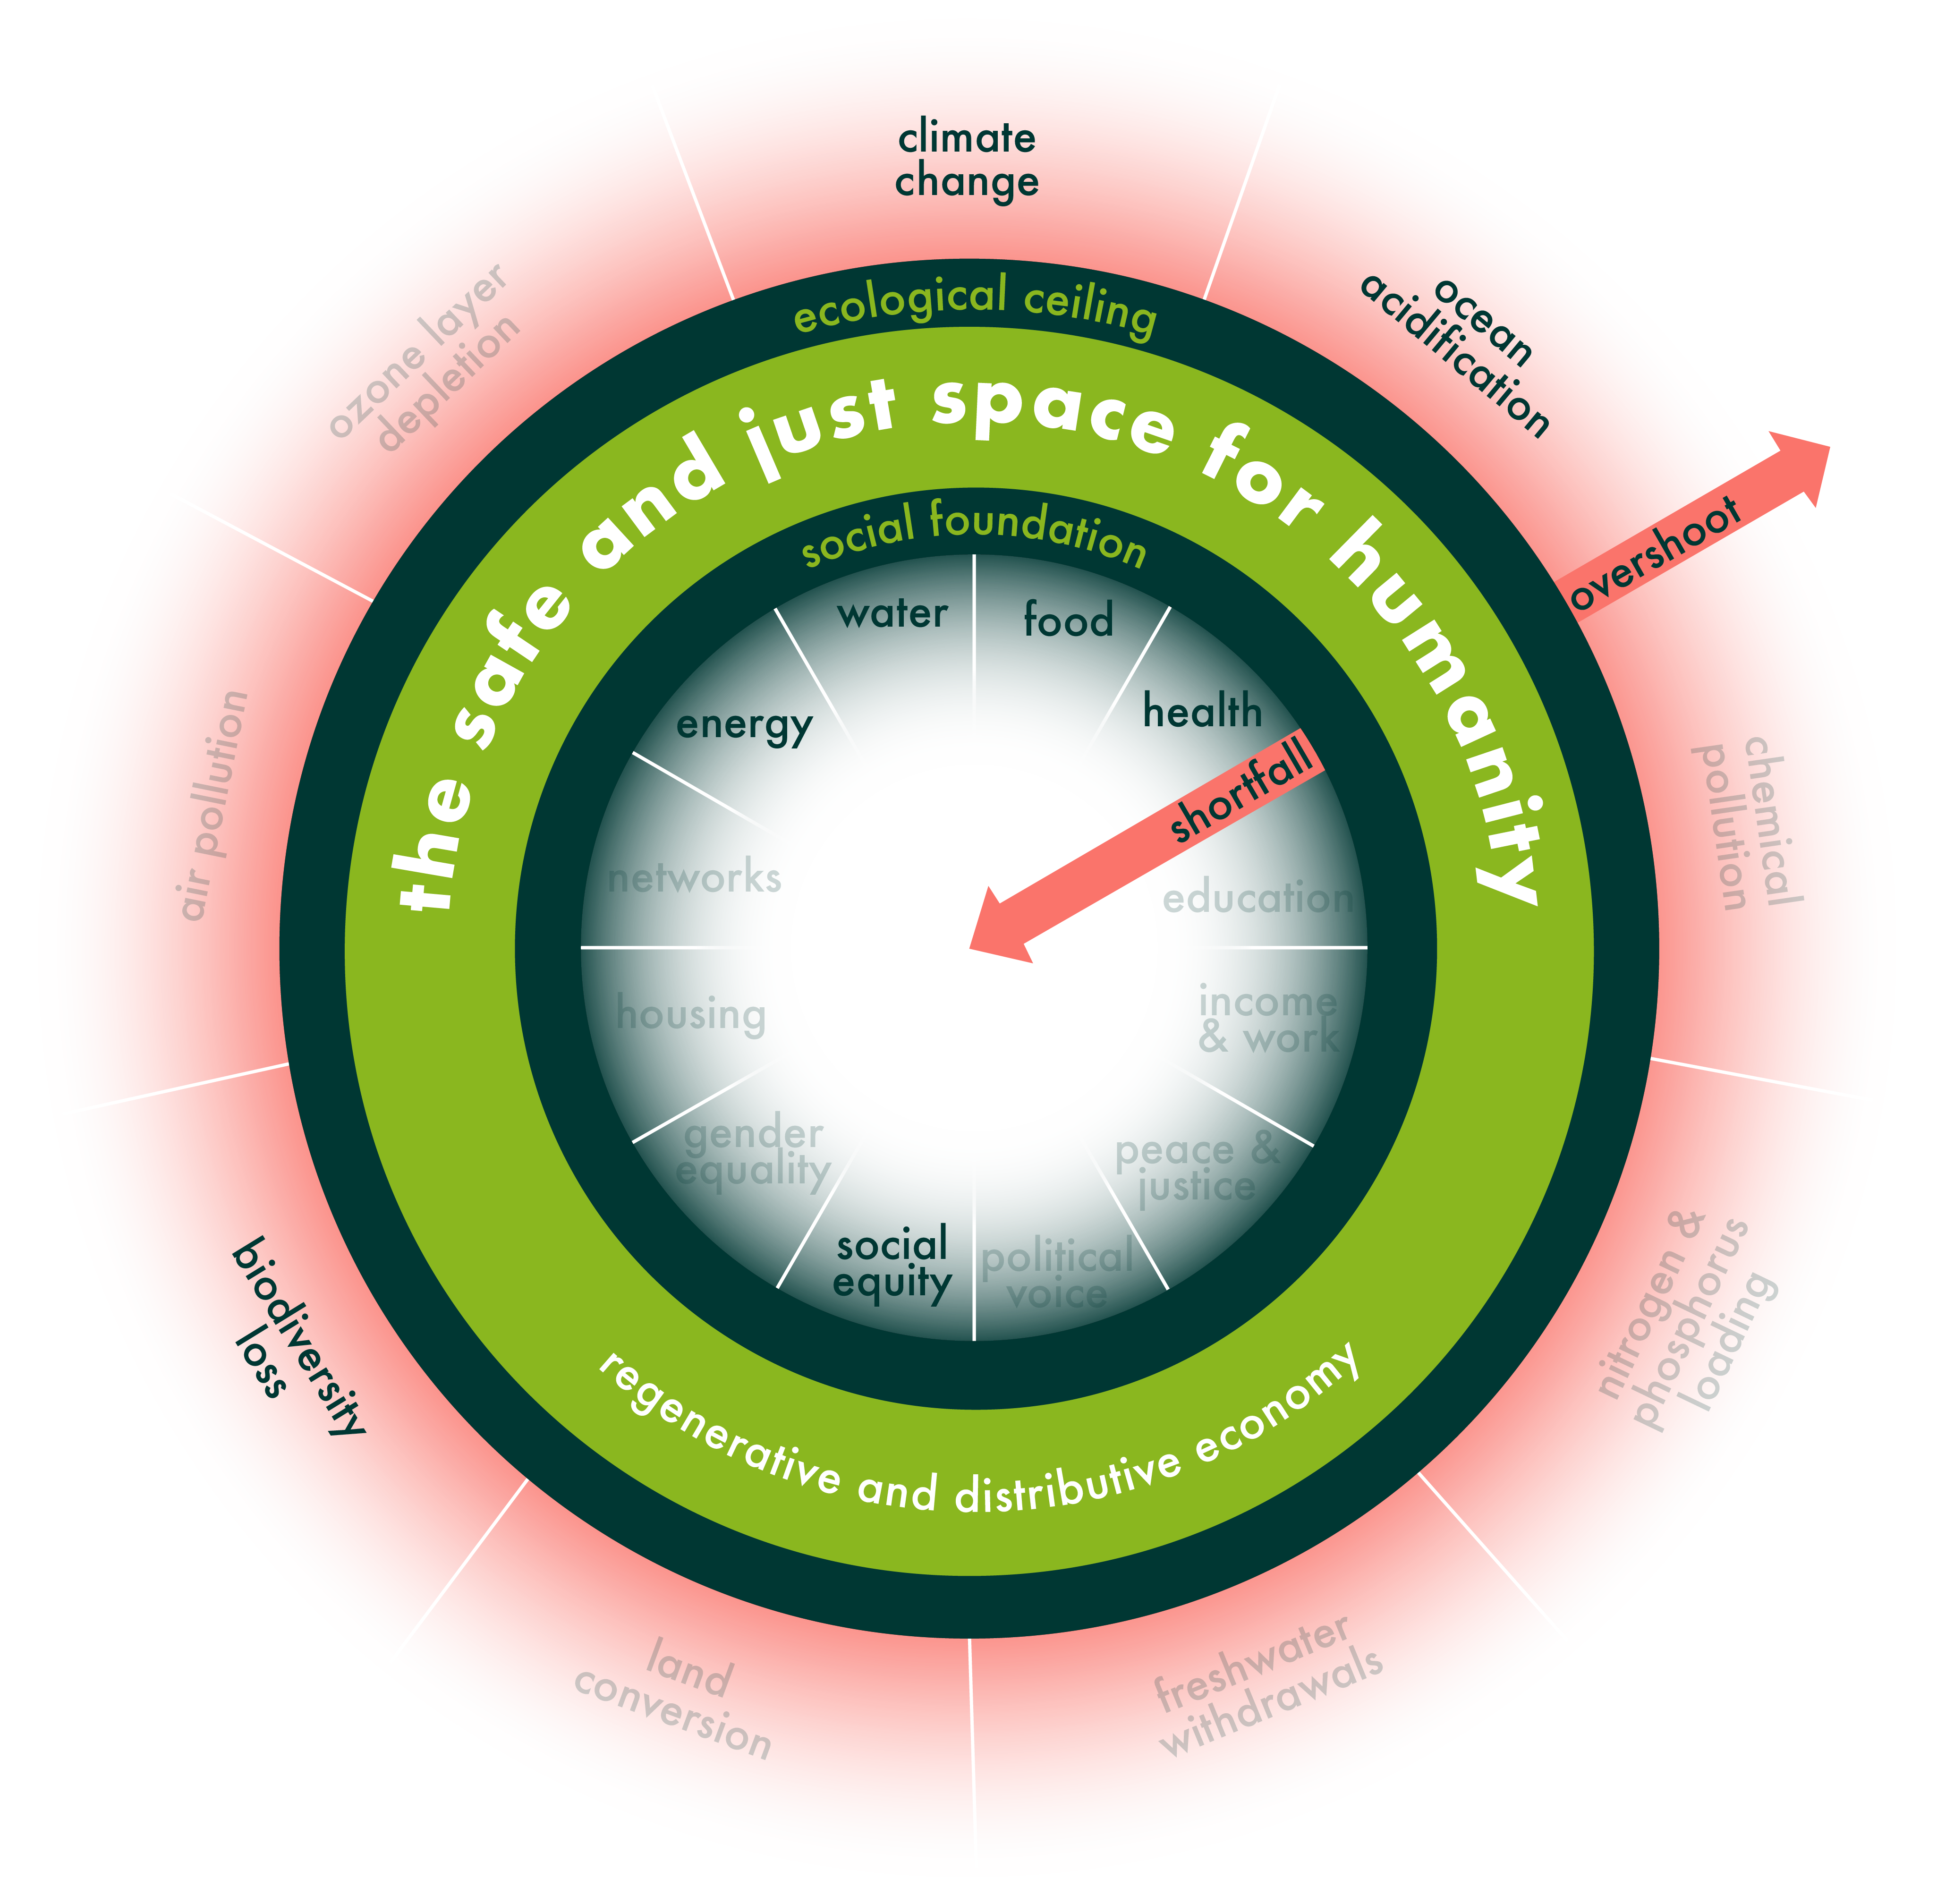 climate
change
ocean
acidification
overshoot
chemical
pollution
nitrogen &
phosphorus
loading
freshwater
withdrawals
land
conversion
biodiversity
loss
air pollution
ozone layer
depletion
ecological ceiling
the safe and just space for humanity
social foundation
water
food
health
shortfall
education
income
& work
peace &
justice
political
voice
social
equity
gender
equality
housing
networks
energy
regenerative and distributive economy